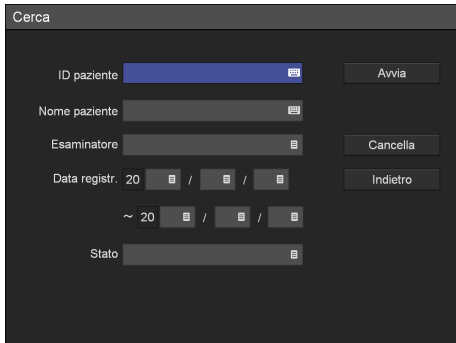 Cerca
ID paziente Avvia
Nome paziente
Esaminatore Cancella
Data registr. 20 / / Indietro
~ 20 / /
Stato